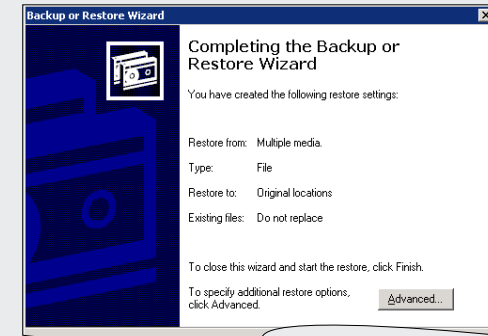 Backup or Restore Wizard
Completing the Backup or
Restore Wizard
You have created the following restore settings:
Restore from: Multiple media.
Type: File
Restore to: Original locations
Existing files: Do not replace
To close this wizard and start the restore, click Finish.
To specify additional restore options,
click Advanced.
Advanced...